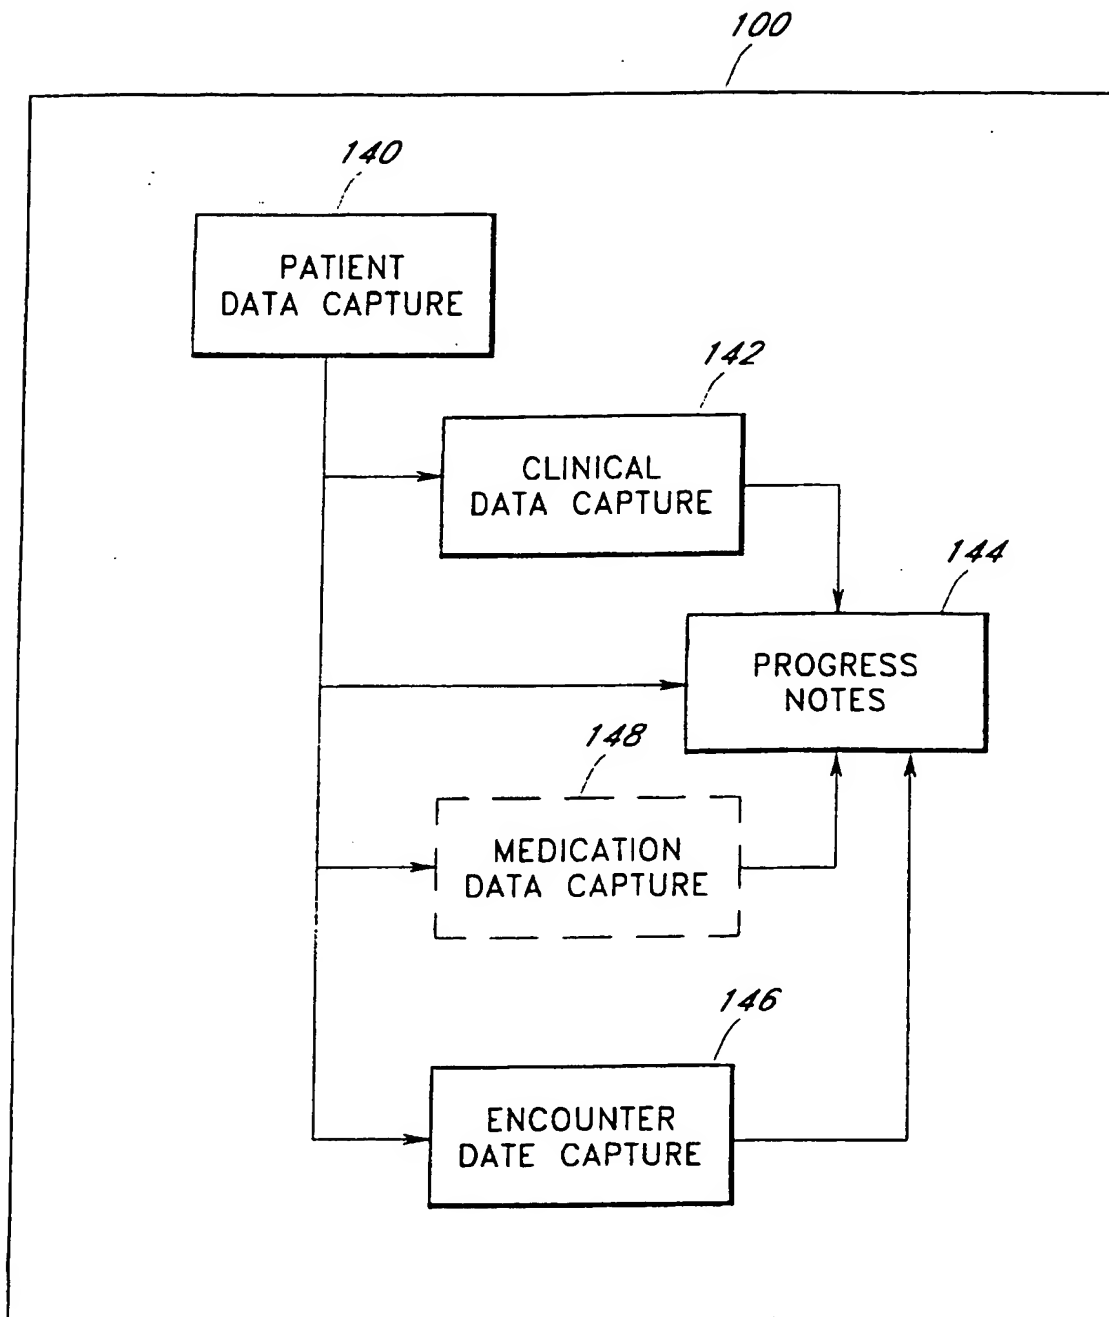 100
140
PATIENT
DATA CAPTURE
142
CLINICAL
DATA CAPTURE
144
PROGRESS
NOTES
148
MEDICATION
DATA CAPTURE
146
ENCOUNTER
DATE CAPTURE